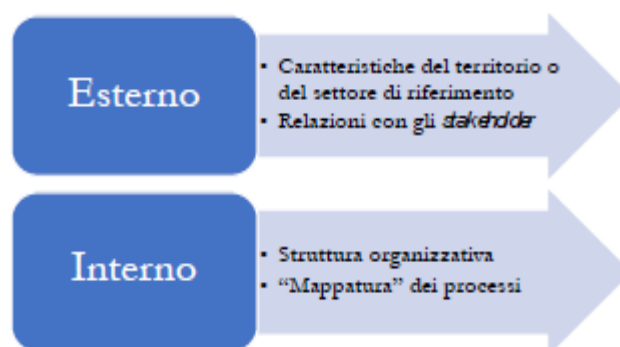 Esterno
• Caratteristiche del territorio o
del settore di riferimento
• Relazioni con gli stakeholder
Interno
• Struttura organizzativa
• “Mappatura” dei processi